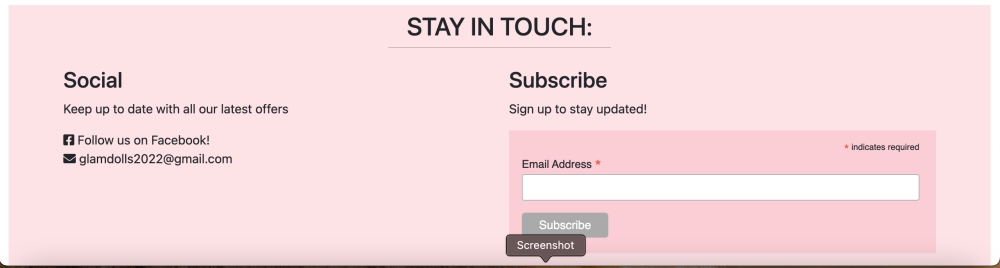 STAY IN TOUCH:
Social
Keep up to date with all our latest offers
Follow us on Facebook!
glamdolls2022@gmail.com
Subscribe
Sign up to stay updated!
* indicates required
Email Address *
Subscribe
Screenshot